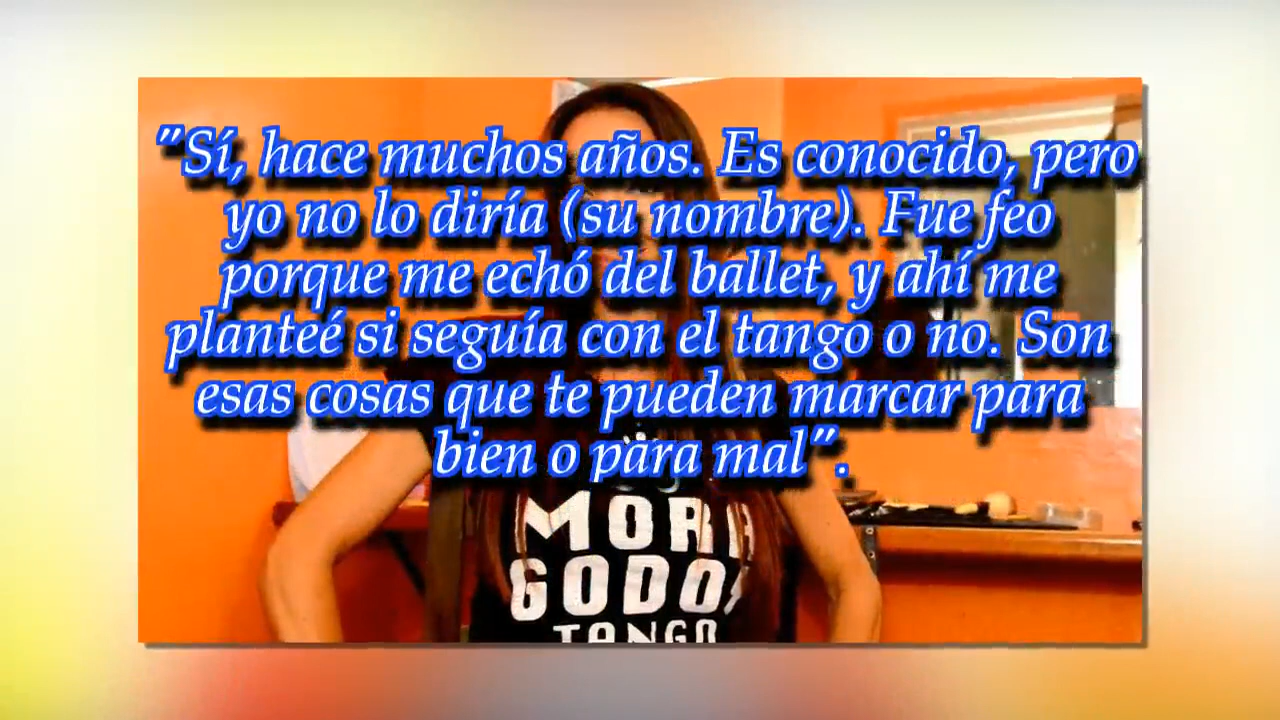 "Sí, hace muchos años. Es conocido, pero
yo no lo diría (su nombre). Fue feo
porque me echó del ballet, y ahí me
planteé si seguía con el tango o no. Son
esas cosas que te pueden marcar para
bien o para mal".
MORA
GODOY
TANGO